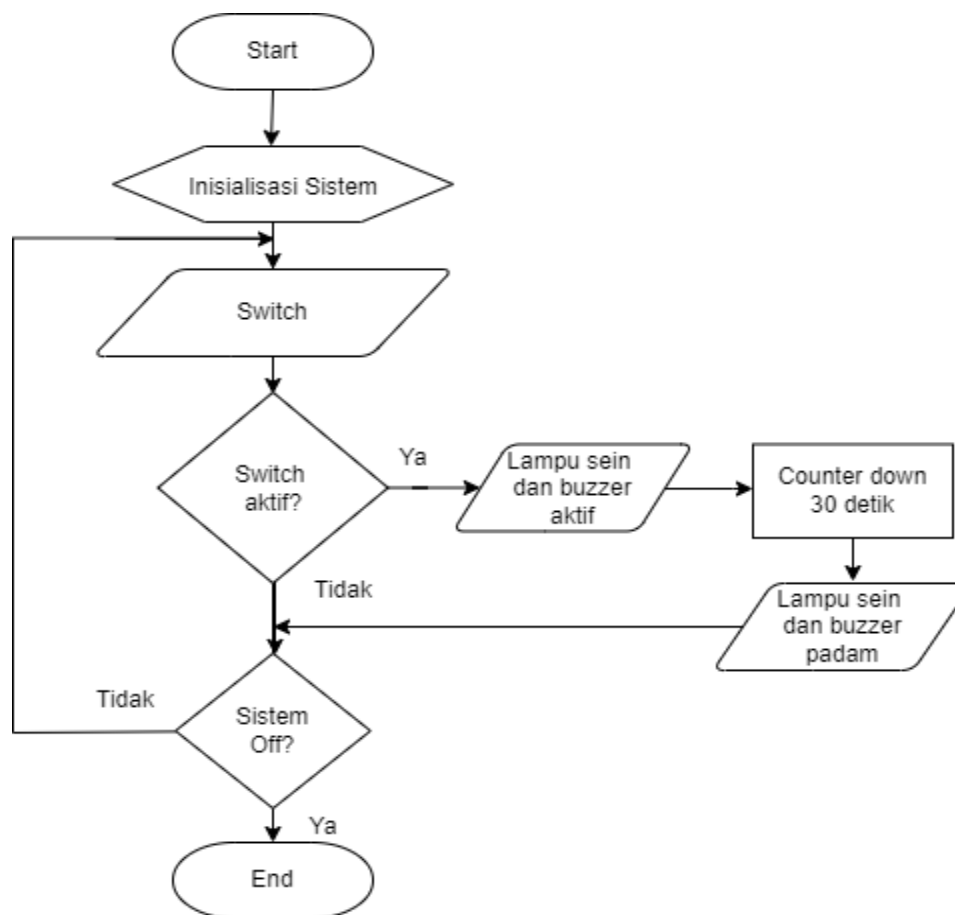 Start
Inisialisasi Sistem
Switch
Switch
aktif?
Ya
Lampu sein
dan buzzer
aktif
Counter down
30 detik
Tidak
Lampu sein
dan buzzer
padam
Tidak
Sistem
Off?
Ya
End